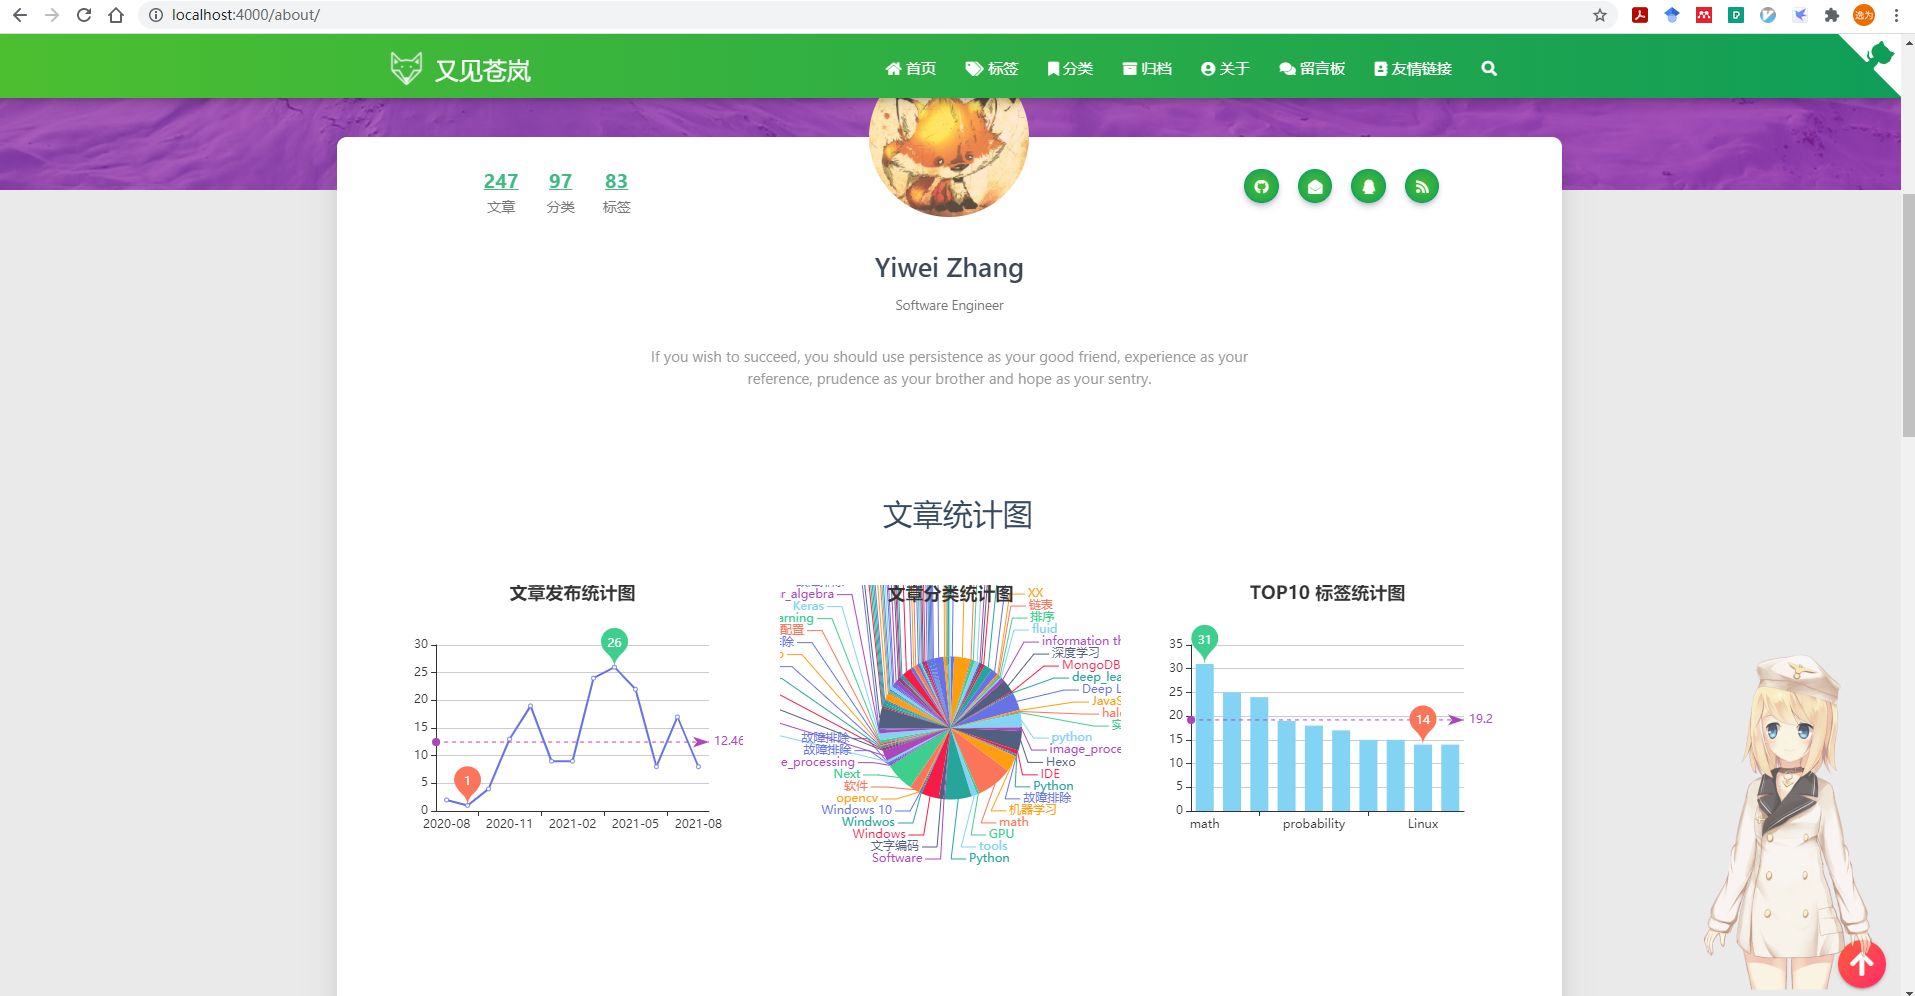 localhost:4000/about/
逸为
又见苍岚
首页
标签
分类
归档
关于
留言板
友情链接
247
97
83
文章
分类
标签
Yiwei Zhang
Software Engineer
If you wish to succeed, you should use persistence as your good friend, experience as your
reference, prudence as your brother and hope as your sentry.
文章统计图
文章发布统计图
30
25
20
15
10
5
0
26
1
12.46
2020-08
2020-11
2021-02
2021-05
2021-08
文章分类统计图
r_algebra
Keras
arning
配置
除
故障排除
故障排除
e_processing
Next
软件
opencv
Windows 10
Windwos
Windows
文字编码
Software
XX
链表
排序
fluid
information th
深度学习
MongoDB
deep_lea
Deep L
JavaS
halc
python
image_proce
Hexo
IDE
Python
故障排除
机器学习
math
GPU
tools
Python
TOP10 标签统计图
35
30
25
20
15
10
5
0
31
14
19.2
math
probability
Linux